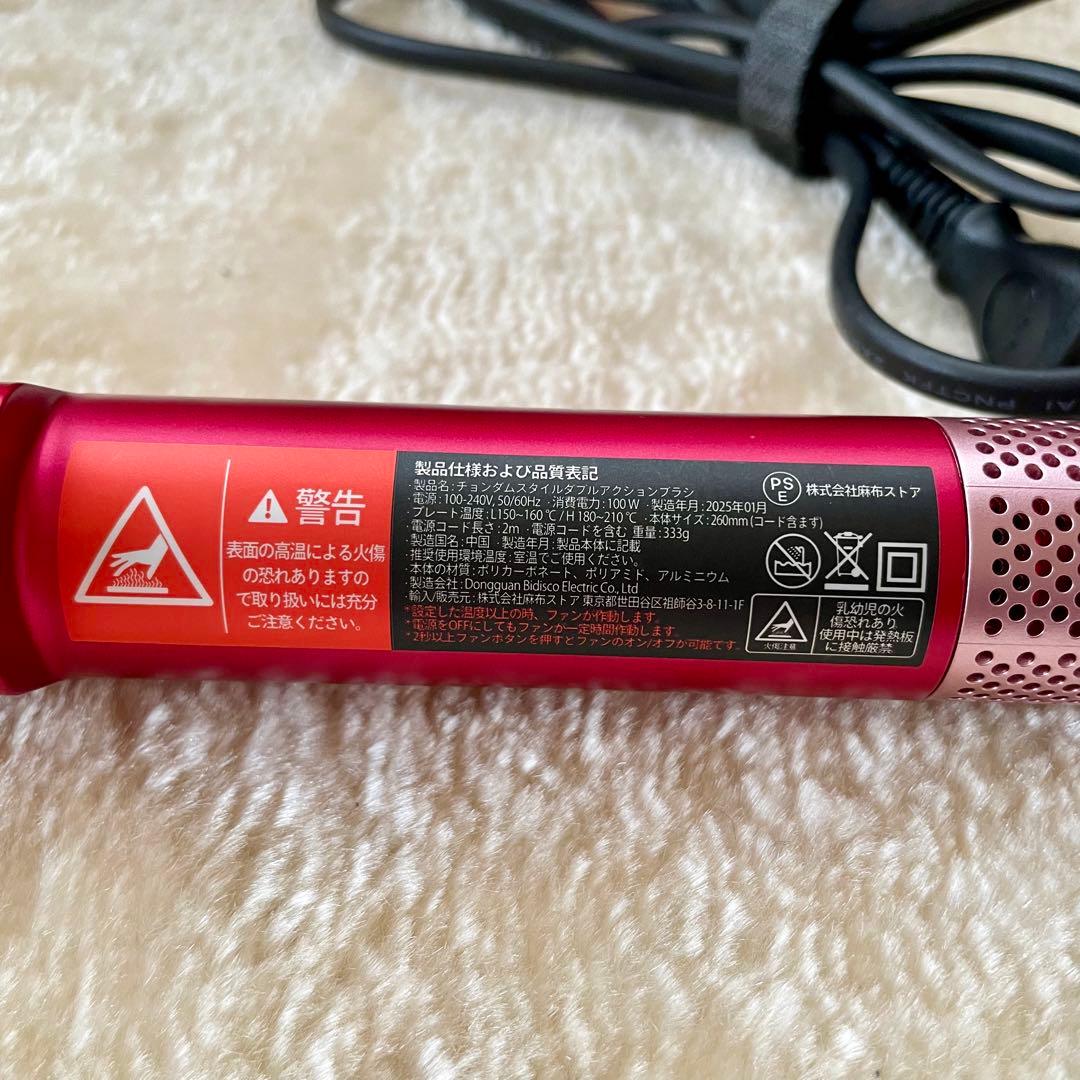 警告
表面の高温による火傷
の恐れありますの
で取り扱いには充分
ご注意ください。
製品仕様および品質表記
・製品名：チョンダムスタイルダブルアクションブラシ
・電源：100-240V, 50/60Hz ・消費電力：100 W ・製造年月：2025年01月
・プレート温度：L150~160 ℃ / H 180~210 ℃ ・本体サイズ：260mm (コード含ます)
・電源コード長さ：2m ・電源コードを含む 重量：333g
・製造国名：中国 ・製造年月：製品本体に記載
・推奨使用環境温度：室温でご使用ください。
・本体の材質：ポリカーボネート、ポリアミド、アルミニウム
・製造会社：Dongguan Bidisco Electric Co., Ltd
・輸入/販売元：株式会社麻布ストア 東京都世田谷区祖師谷3-8-11-1F
*設定した温度以上の時、ファンが作動します。
*電源をOFFにしてもファンが一定時間作動します。
*2秒以上ファンボタンを押すとファンのオン/オフが可能です。
PS
E
株式会社麻布ストア
火傷注意
乳幼児の火
傷恐れあり、
使用中は発熱板
に接触厳禁
AI PNCTFK